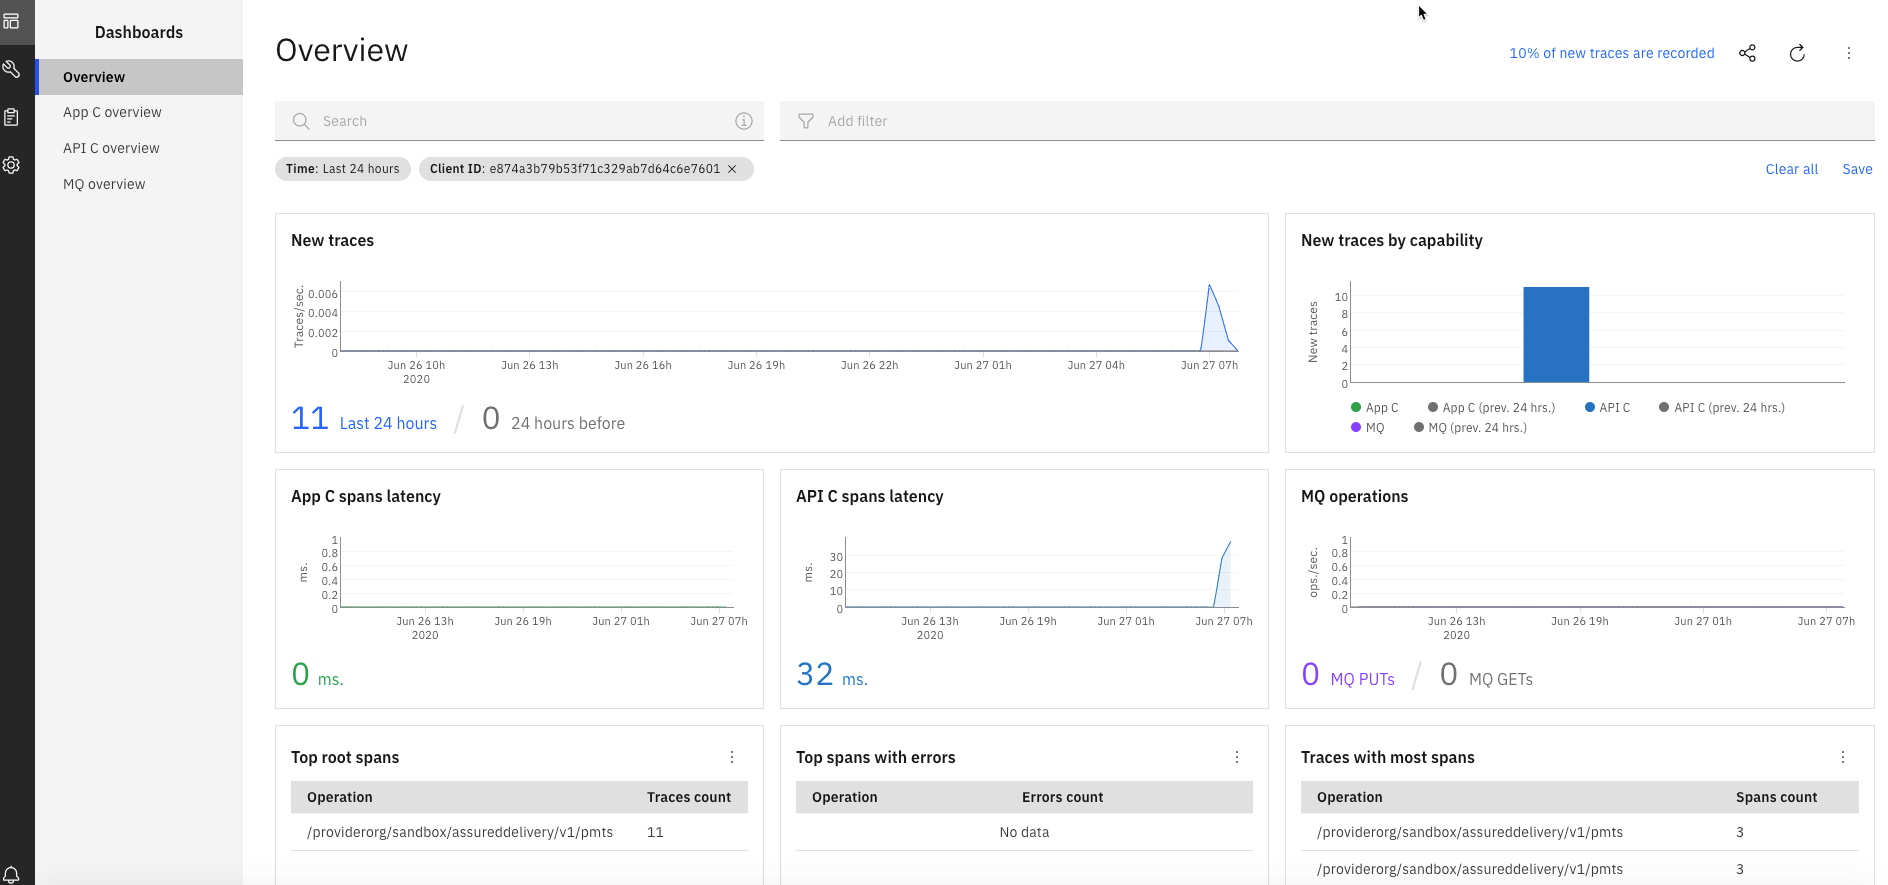 Dashboards
Overview
App C overview
API C overview
MQ overview
Overview
10% of new traces are recorded
Search
Add filter
Time: Last 24 hours
Client ID: e874a3b79b53f71c329ab7d64c6e7601
Clear all
Save
New traces
Traces/sec.
0.006
0.004
0.002
0
Jun 26 10h
2020
Jun 26 13h
Jun 26 16h
Jun 26 19h
Jun 26 22h
Jun 27 01h
Jun 27 04h
Jun 27 07h
11 Last 24 hours / 0 24 hours before
New traces by capability
New traces
10
8
6
4
2
0
App C
App C (prev. 24 hrs.)
API C
API C (prev. 24 hrs.)
MQ
MQ (prev. 24 hrs.)
App C spans latency
ms.
1
0.8
0.6
0.4
0.2
0
Jun 26 13h
2020
Jun 26 19h
Jun 27 01h
Jun 27 07h
0 ms.
API C spans latency
ms.
30
20
10
0
Jun 26 13h
2020
Jun 26 19h
Jun 27 01h
Jun 27 07h
32 ms.
MQ operations
ops./sec.
1
0.8
0.6
0.4
0.2
0
Jun 26 13h
2020
Jun 26 19h
Jun 27 01h
Jun 27 07h
0 MQ PUTs / 0 MQ GETs
Top root spans
Operation Traces count
/providerorg/sandbox/assureddelivery/v1/pmts 11
Top spans with errors
Operation Errors count
No data
Traces with most spans
Operation Spans count
/providerorg/sandbox/assureddelivery/v1/pmts 3
/providerorg/sandbox/assureddelivery/v1/pmts 3